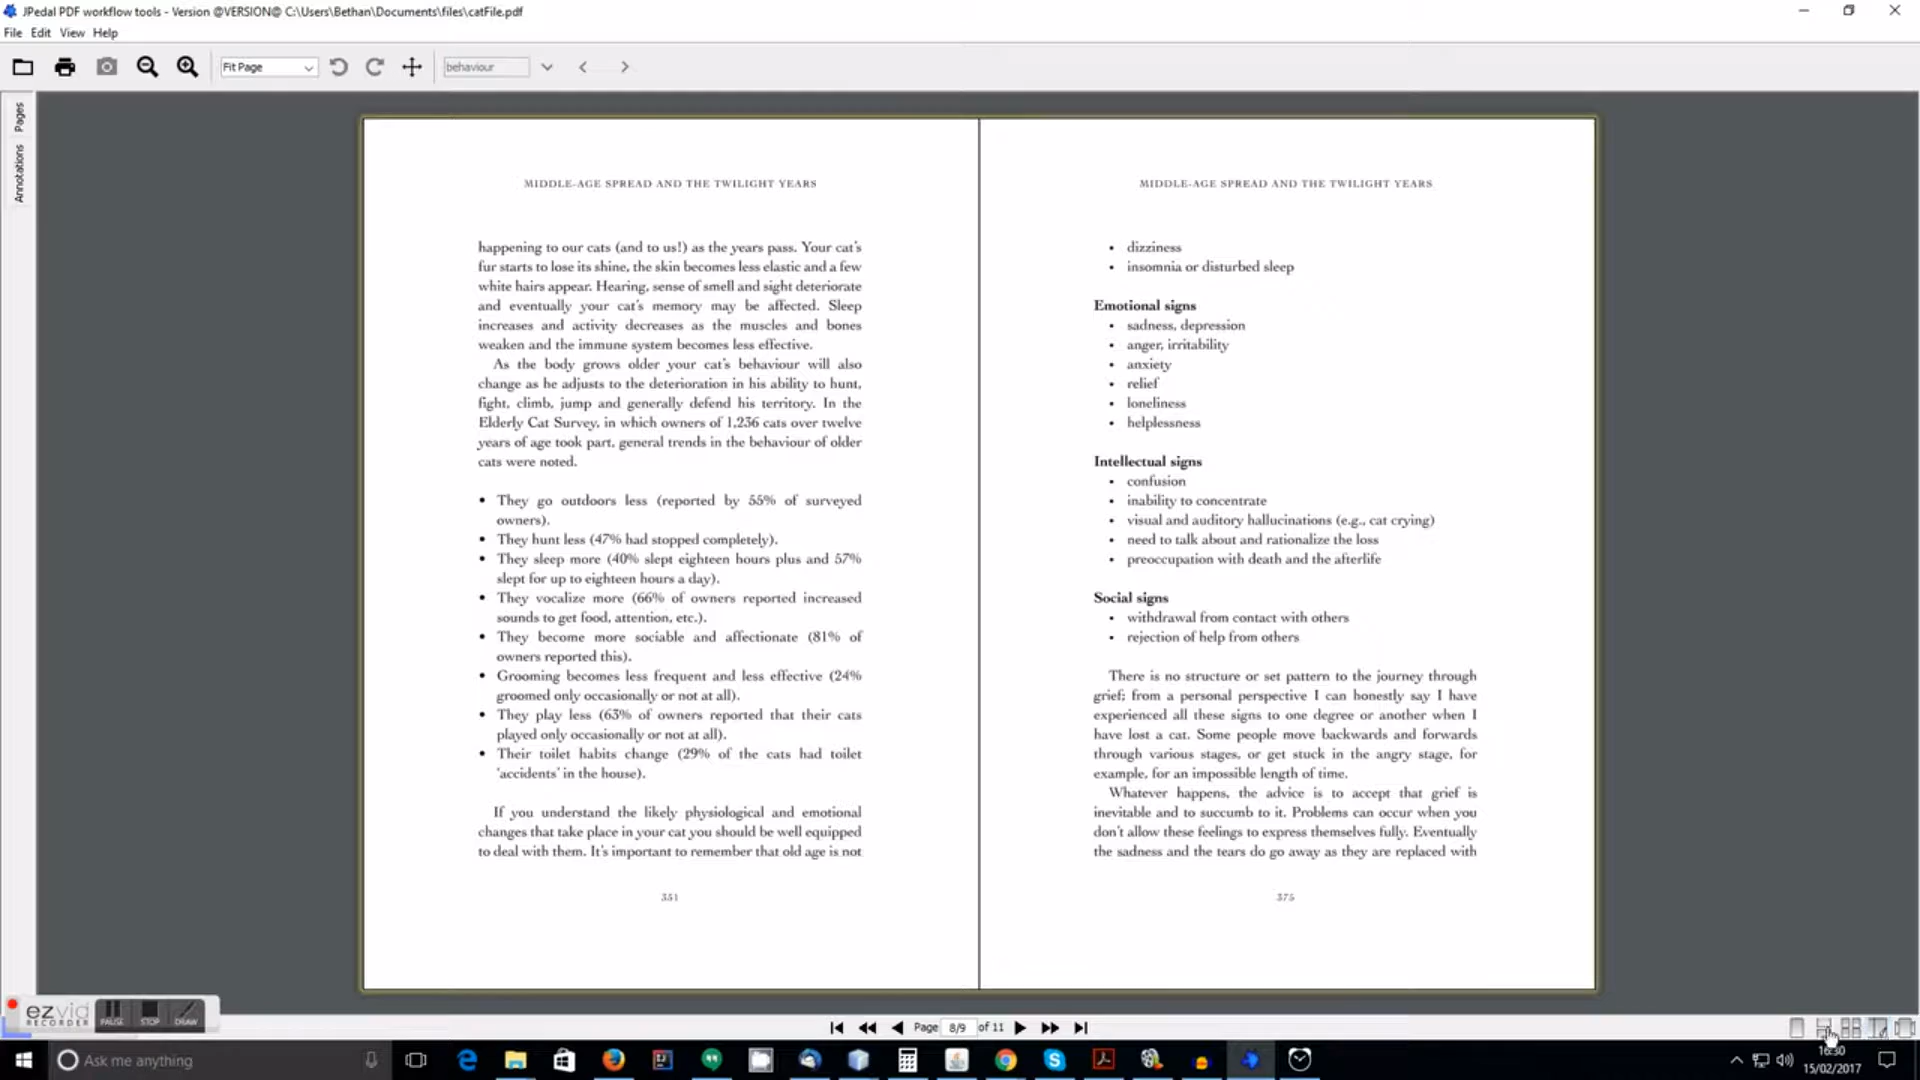 JPedal PDF workflow tools - Version @VERSION@ C:\Users\Bethan\Documents\files\catFile.pdf
File Edit View Help
Fit Page
behaviour
Pages
Annotations
MIDDLE-AGE SPREAD AND THE TWILIGHT YEARS
happening to our cats (and to us!) as the years pass. Your cat's
fur starts to lose its shine, the skin becomes less elastic and a few
white hairs appear. Hearing, sense of smell and sight deteriorate
and eventually your cat's memory may be affected. Sleep
increases and activity decreases as the muscles and bones
weaken and the immune system becomes less effective.
As the body grows older your cat's behaviour will also
change as he adjusts to the deterioration in his ability to hunt,
fight, climb, jump and generally defend his territory. In the
Elderly Cat Survey, in which owners of 1,236 cats over twelve
years of age took part, general trends in the behaviour of older
cats were noted.
• They go outdoors less (reported by 55% of surveyed
owners).
• They hunt less (47% had stopped completely).
• They sleep more (40% slept eighteen hours plus and 57%
slept for up to eighteen hours a day).
• They vocalize more (66% of owners reported increased
sounds to get food, attention, etc.).
• They become more sociable and affectionate (81% of
owners reported this).
• Grooming becomes less frequent and less effective (24%
groomed only occasionally or not at all).
• They play less (63% of owners reported that their cats
played only occasionally or not at all).
• Their toilet habits change (29% of the cats had toilet
'accidents' in the house).
If you understand the likely physiological and emotional
changes that take place in your cat you should be well equipped
to deal with them. It's important to remember that old age is not
351
MIDDLE-AGE SPREAD AND THE TWILIGHT YEARS
• dizziness
• insomnia or disturbed sleep
Emotional signs
• sadness, depression
• anger, irritability
• anxiety
• relief
• loneliness
• helplessness
Intellectual signs
• confusion
• inability to concentrate
• visual and auditory hallucinations (e.g., cat crying)
• need to talk about and rationalize the loss
• preoccupation with death and the afterlife
Social signs
• withdrawal from contact with others
• rejection of help from others
There is no structure or set pattern to the journey through
grief; from a personal perspective I can honestly say I have
experienced all these signs to one degree or another when I
have lost a cat. Some people move backwards and forwards
through various stages, or get stuck in the angry stage, for
example, for an impossible length of time.
Whatever happens, the advice is to accept that grief is
inevitable and to succumb to it. Problems can occur when you
don't allow these feelings to express themselves fully. Eventually
the sadness and the tears do go away as they are replaced with
375
ezvid
RECORDER
PAUSE STOP DRAW
Page 8/9 of 11
Ask me anything
16:30
15/02/2017